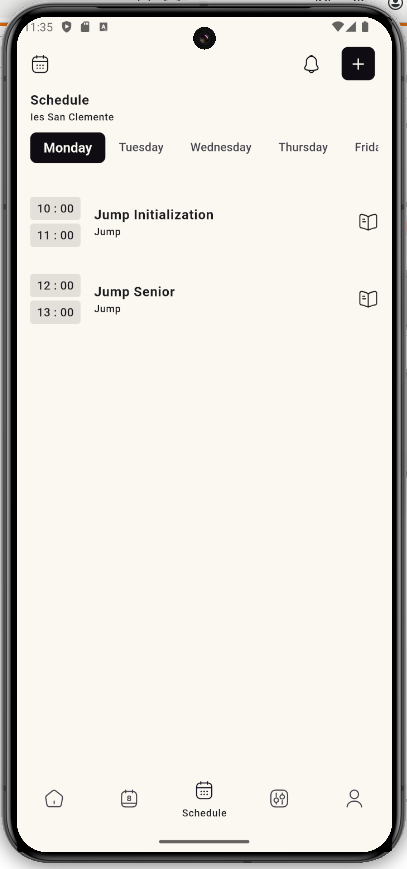 11:35
Schedule
Ies San Clemente
Monday Tuesday Wednesday Thursday Frida
10 : 00
Jump Initialization
11 : 00
Jump
12 : 00
Jump Senior
13 : 00
Jump
8
Schedule